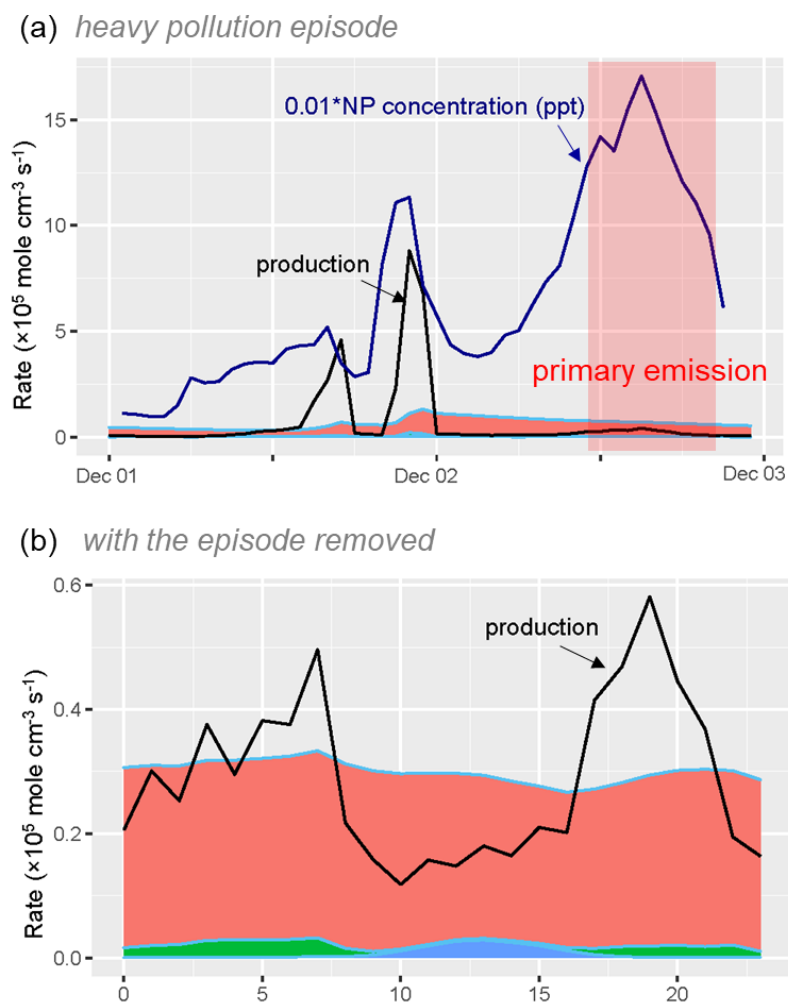 (a) heavy pollution episode
15
10
5
0
Rate (×10⁵ mole cm⁻³ s⁻¹)
0.01*NP concentration (ppt)
production
primary emission
Dec 01 Dec 02 Dec 03
(b) with the episode removed
0.6
0.4
0.2
0.0
Rate (×10⁵ mole cm⁻³ s⁻¹)
production
0 5 10 15 20